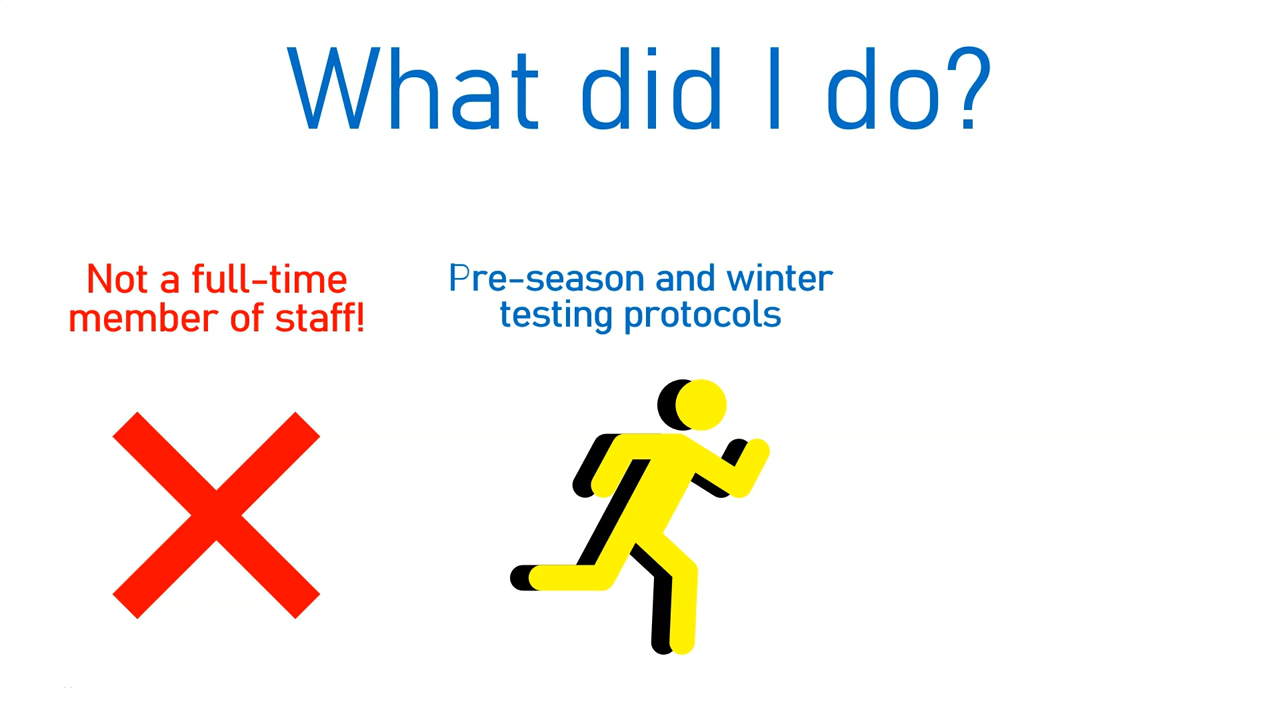 What did I do?
Not a full-time
member of staff!
Pre-season and winter
testing protocols